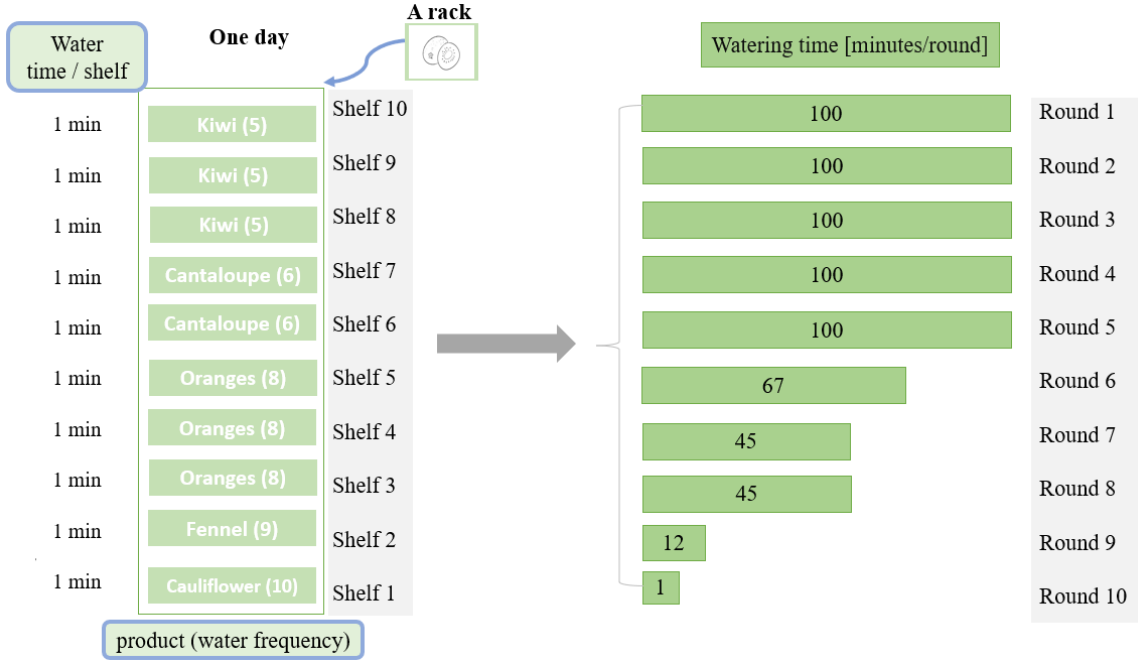 A rack
Water
time / shelf
One day
Watering time [minutes/round]
1 min
Kiwi (5)
Shelf 10
1 min
Kiwi (5)
Shelf 9
1 min
Kiwi (5)
Shelf 8
1 min
Cantaloupe (6)
Shelf 7
1 min
Cantaloupe (6)
Shelf 6
1 min
Oranges (8)
Shelf 5
1 min
Oranges (8)
Shelf 4
1 min
Oranges (8)
Shelf 3
1 min
Fennel (9)
Shelf 2
1 min
Cauliflower (10)
Shelf 1
product (water frequency)
100
Round 1
100
Round 2
100
Round 3
100
Round 4
100
Round 5
67
Round 6
45
Round 7
45
Round 8
12
Round 9
1
Round 10